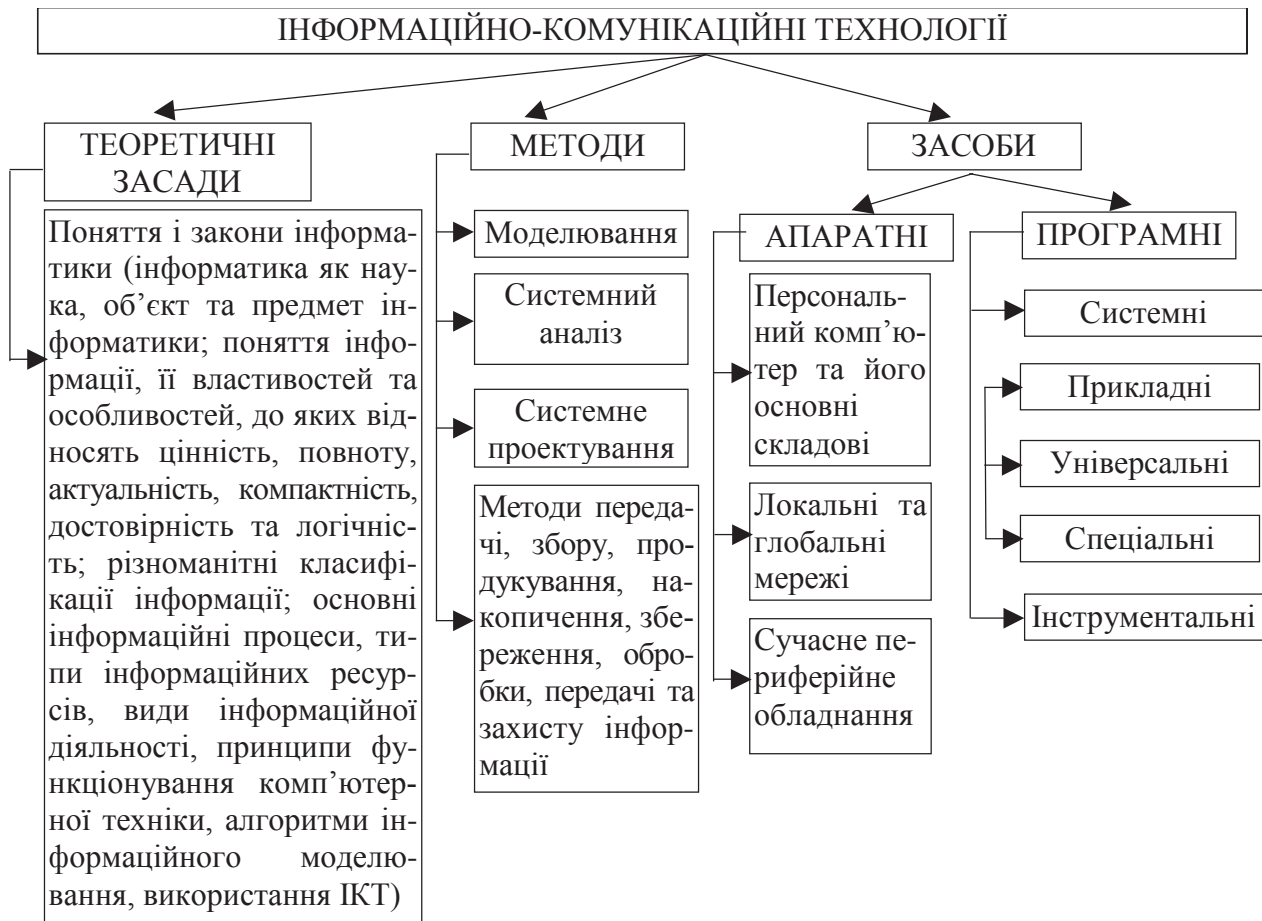 ІНФОРМАЦІЙНО-КОМУНІКАЦІЙНІ ТЕХНОЛОГІЇ
ТЕОРЕТИЧНІ
ЗАСАДИ
Поняття і закони інформа-
тики (інформатика як нау-
ка, об’єкт та предмет ін-
форматики; поняття інфо-
рмації, її властивостей та
особливостей, до яких від-
носять цінність, повноту,
актуальність, компактність,
достовірність та логічніс-
ть; різноманітні класифі-
кації інформації; основні
інформаційні процеси, ти-
пи інформаційних ресур-
сів, види інформаційної
діяльності, принципи фу-
нкціонування комп’ютер-
ної техніки, алгоритми ін-
формаційного моделю-
вання, використання ІКТ)
МЕТОДИ
Моделювання
Системний
аналіз
Системне
проектування
Методи переда-
чі, збору, про-
дукування, на-
копичення, збе-
реження, обро-
бки, передачі та
захисту інфор-
мації
ЗАСОБИ
АПАРАТНІ
Персональ-
ний комп’ю-
тер та його
основні
складові
Локальні та
глобальні
мережі
Сучасне пе-
риферійне
обладнання
ПРОГРАМНІ
Системні
Прикладні
Універсальні
Спеціальні
Інструментальні